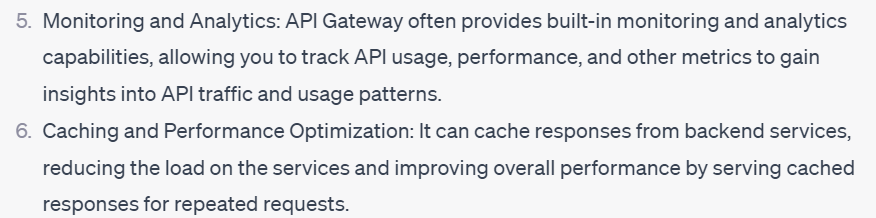 5. Monitoring and Analytics: API Gateway often provides built-in monitoring and analytics
capabilities, allowing you to track API usage, performance, and other metrics to gain
insights into API traffic and usage patterns.
6. Caching and Performance Optimization: It can cache responses from backend services,
reducing the load on the services and improving overall performance by serving cached
responses for repeated requests.